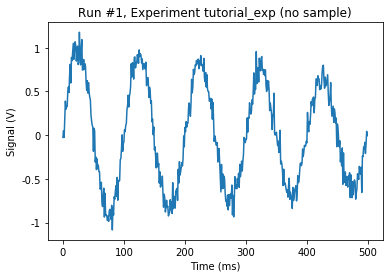 Run #1, Experiment tutorial_exp (no sample)
Signal (V)
1
0.5
0
-0.5
-1
0 100 200 300 400 500
Time (ms)